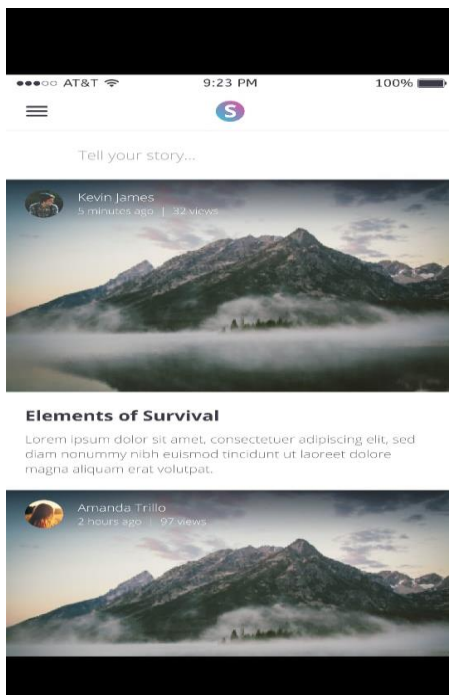 AT&T 9:23 PM 100%
S
Tell your story...
Kevin James
5 minutes ago | 32 views
Elements of Survival
Lorem ipsum dolor sit amet, consectetuer adipiscing elit, sed
diam nonummy nibh euismod tincidunt ut laoreet dolore
magna aliquam erat volutpat.
Amanda Trillo
2 hours ago | 97 views